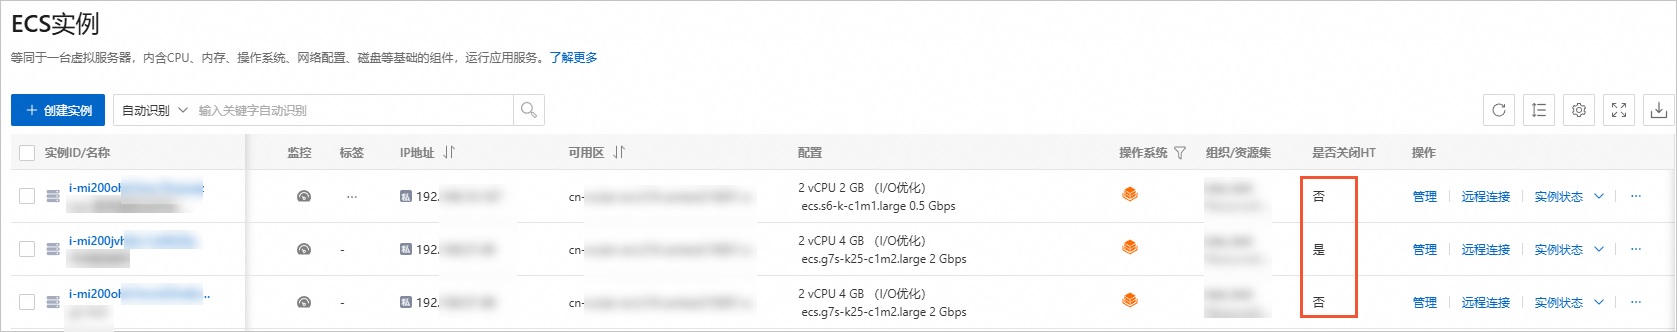 ECS实例
等同于一台虚拟服务器，内含CPU、内存、操作系统、网络配置、磁盘等基础的组件，运行应用服务。了解更多
+ 创建实例 自动识别 输入关键字自动识别
实例ID/名称 监控 标签 IP地址 可用区 配置 操作系统 组织/资源集 是否关闭HT 操作
i-mi200oh ... 私 192. cn- 2 vCPU 2 GB （I/O优化） 否 管理 远程连接 实例状态 ...
ecs.s6-k-c1m1.large 0.5 Gbps
i-mi200jvh - 私 192. cn- 2 vCPU 4 GB （I/O优化） 是 管理 远程连接 实例状态 ...
ecs.g7s-k25-c1m2.large 2 Gbps
i-mi200oh .. - 私 192. cn- 2 vCPU 4 GB （I/O优化） 否 管理 远程连接 实例状态 ...
ecs.g7s-k25-c1m2.large 2 Gbps